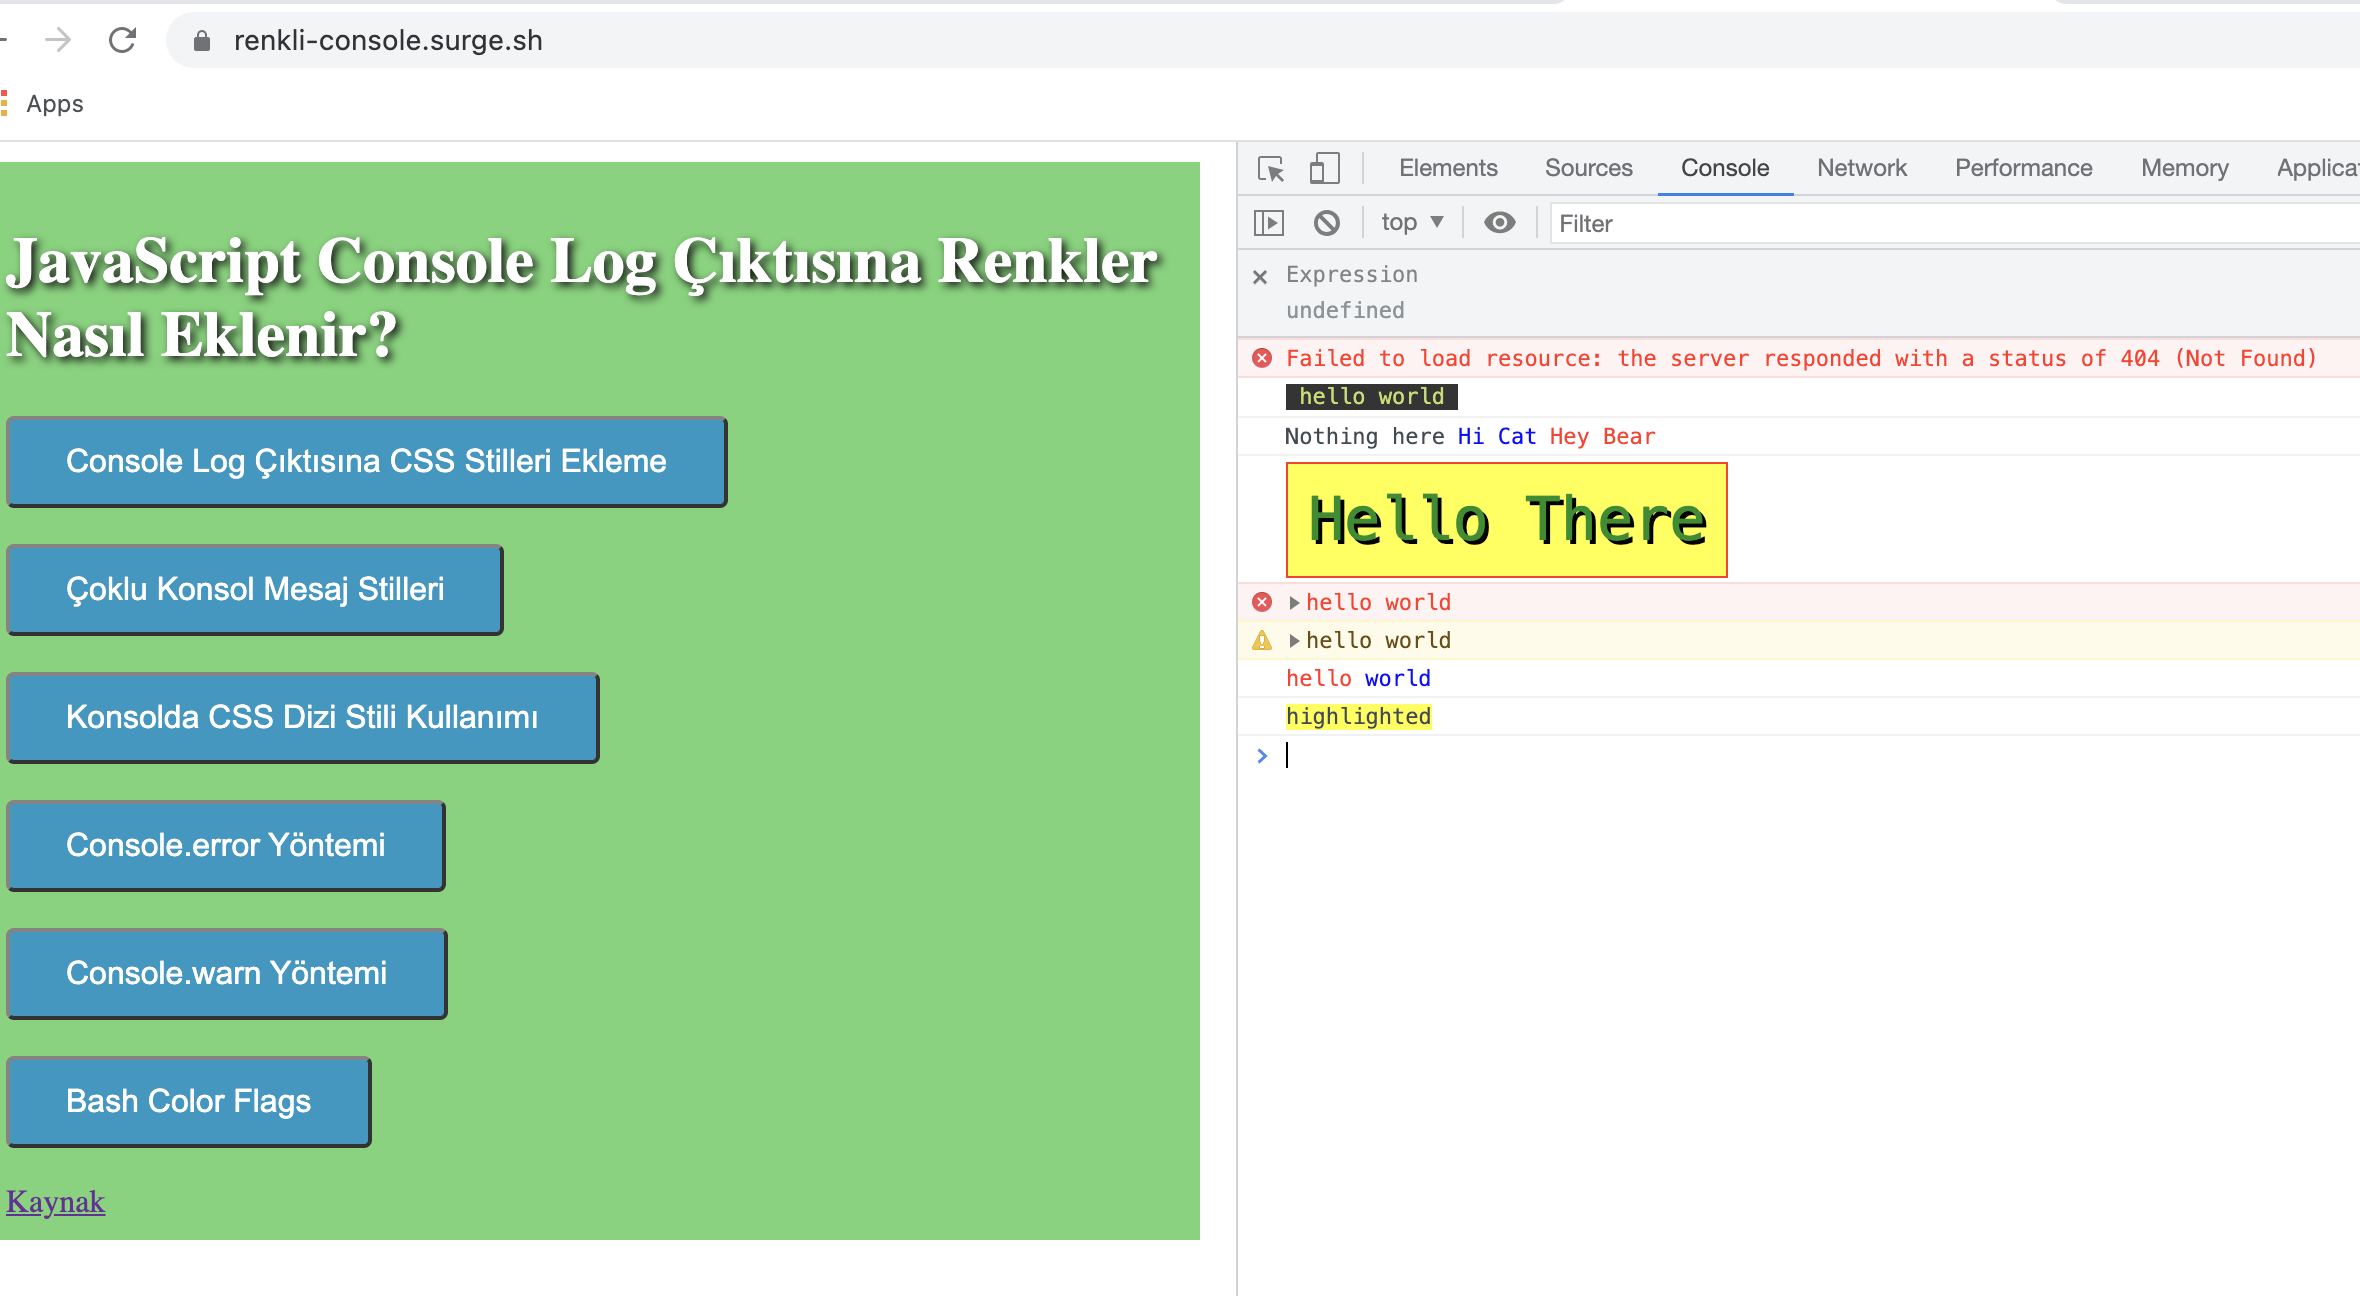 renkli-console.surge.sh
Apps
JavaScript Console Log Çıktısına Renkler
Nasıl Eklenir?
Console Log Çıktısına CSS Stilleri Ekleme
Çoklu Konsol Mesaj Stilleri
Konsolda CSS Dizi Stili Kullanımı
Console.error Yöntemi
Console.warn Yöntemi
Bash Color Flags
Kaynak
Elements Sources Console Network Performance Memory Applicat
top Filter
Expression
undefined
Failed to load resource: the server responded with a status of 404 (Not Found)
hello world
Nothing here Hi Cat Hey Bear
Hello There
hello world
hello world
hello world
highlighted